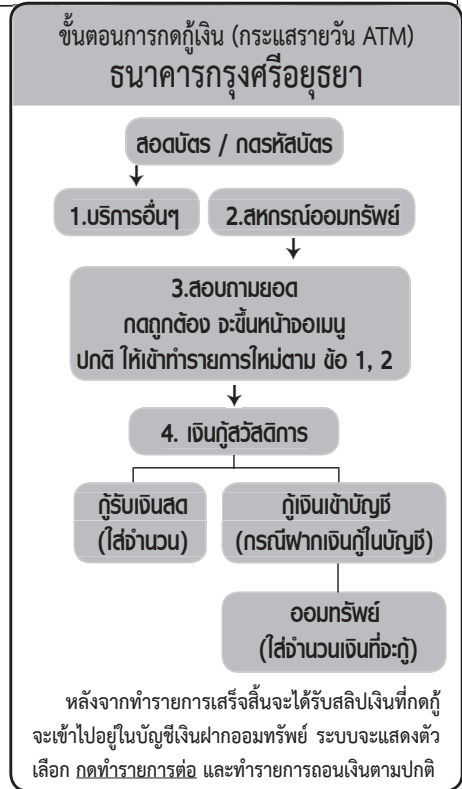 ขั้นตอนการกดกู้เงิน (กระแสรายวัน ATM)
ธนาคารกรุงศรีอยุธยา
สอดบัตร / กดรหัสบัตร
1.บริการอื่นๆ
2.สหกรณ์ออมทรัพย์
3.สอบถามยอด
กดถูกต้อง จะขึ้นหน้าจอเมนู
ปกติ ให้เข้าทำรายการใหม่ตาม ข้อ 1, 2
4. เงินกู้สวัสดิการ
กู้รับเงินสด
(ใส่จำนวน)
กู้เงินเข้าบัญชี
(กรณีฝากเงินกู้ในบัญชี)
ออมทรัพย์
(ใส่จำนวนเงินที่จะกู้)
หลังจากทำรายการเสร็จสิ้นจะได้รับสลิปเงินที่กดกู้
จะเข้าไปอยู่ในบัญชีเงินฝากออมทรัพย์ ระบบจะแสดงตัว
เลือก กดทำรายการต่อ และทำรายการถอนเงินตามปกติ